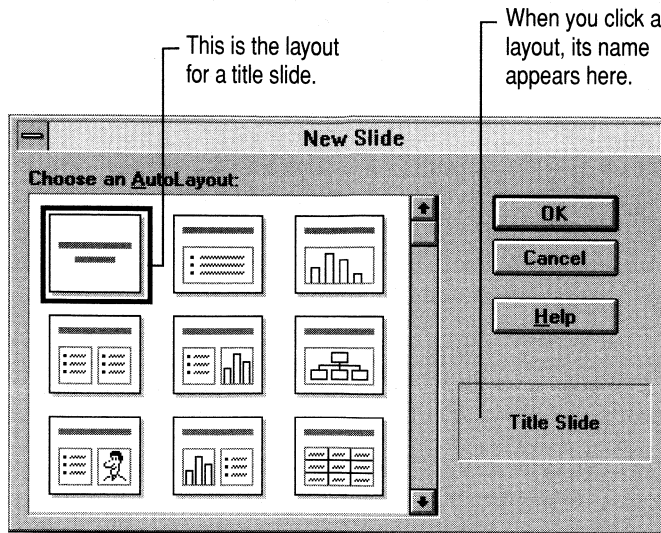 This is the layout
for a title slide.
When you click a
layout, its name
appears here.
New Slide
Choose an AutoLayout:
OK
Cancel
Help
Title Slide